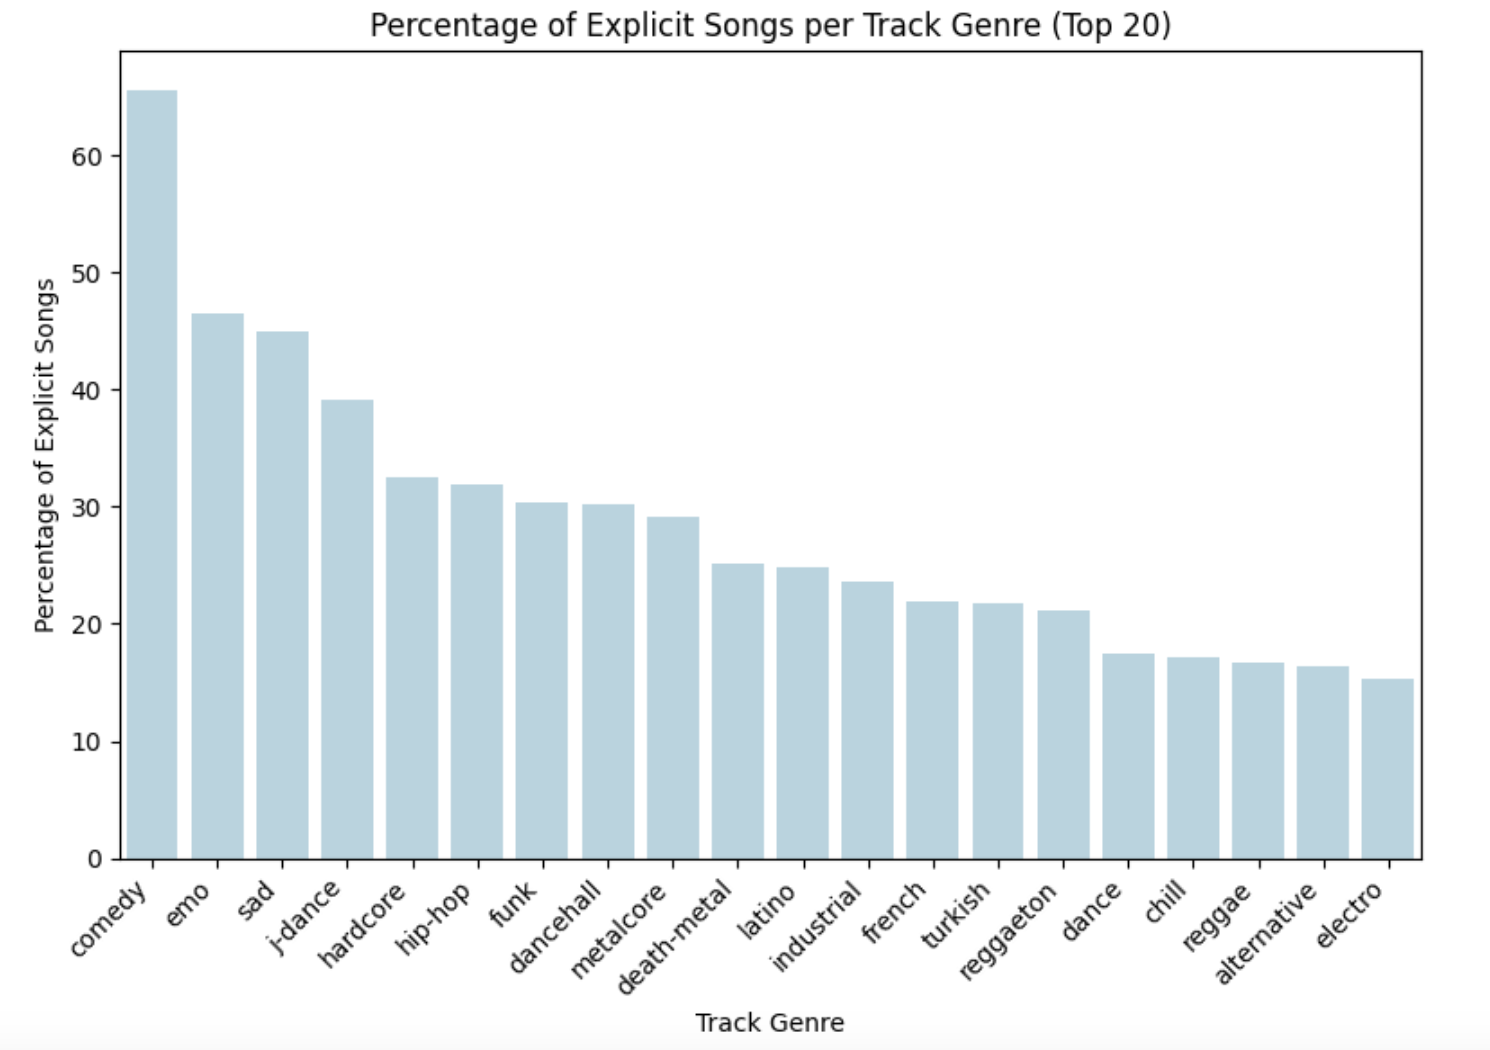 Percentage of Explicit Songs per Track Genre (Top 20)
Percentage of Explicit Songs
60
50
40
30
20
10
0
comedy
emo
sad
j-dance
hardcore
hip-hop
funk
dancehall
metalcore
death-metal
latino
industrial
french
turkish
reggaeton
dance
chill
reggae
alternative
electro
Track Genre